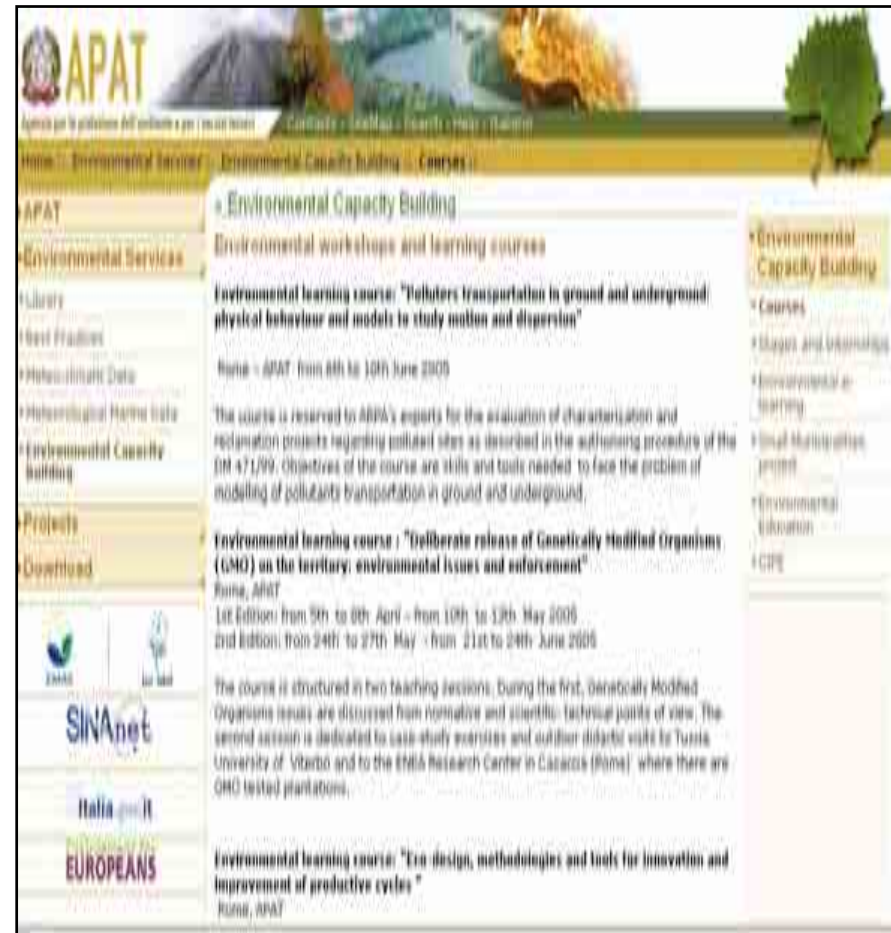 APAT
Agenzia per la protezione dell'ambiente e per i servizi tecnici
Contacts - SiteMap - Search - Help - Italiano
Home :: Environmental Services :: Environmental Capacity Building :: Courses ::
APAT
Environmental Services
Library
Best Practices
Meteoclimatic Data
Meteorological Marine Data
Environmental Capacity
Building
Projects
Download
EMAS
SINAnet
Italia.gov.it
EUROPEANS
» Environmental Capacity Building
Environmental workshops and learning courses
Environmental learning course: "Polluters transportation in ground and underground:
physical behaviour and models to study motion and dispersion"
Rome - APAT from 6th to 10th June 2005
The course is reserved to ARPA's experts for the evaluation of characterisation and
reclamation projects regarding polluted sites as described in the authorising procedure of the
DM 471/99. Objectives of the course are skills and tools needed to face the problem of
modelling of pollutants transportation in ground and underground.
Environmental learning course : "Deliberate release of Genetically Modified Organisms
(GMO) on the territory: environmental issues and enforcement"
Rome, APAT
1st Edition: from 5th to 8th April - from 10th to 13th May 2005
2nd Edition: from 24th to 27th May - from 21st to 24th June 2005
The course is structured in two teaching sessions. During the first, Genetically Modified
Organisms issues are discussed from normative and scientific- technical points of view. The
second session is dedicated to case-study exercises and outdoor didactic visits to Tuscia
University of Viterbo and to the ENEA Research Center in Casaccia (Rome) where there are
GMO tested plantations.
Environmental learning course: "Eco-design, methodologies and tools for innovation and
improvement of productive cycles "
Rome, APAT
Environmental
Capacity Building
Courses
Stages and internships
Environmental e-
learning
Small Municipalities
project
Environmental
Education
CIPE